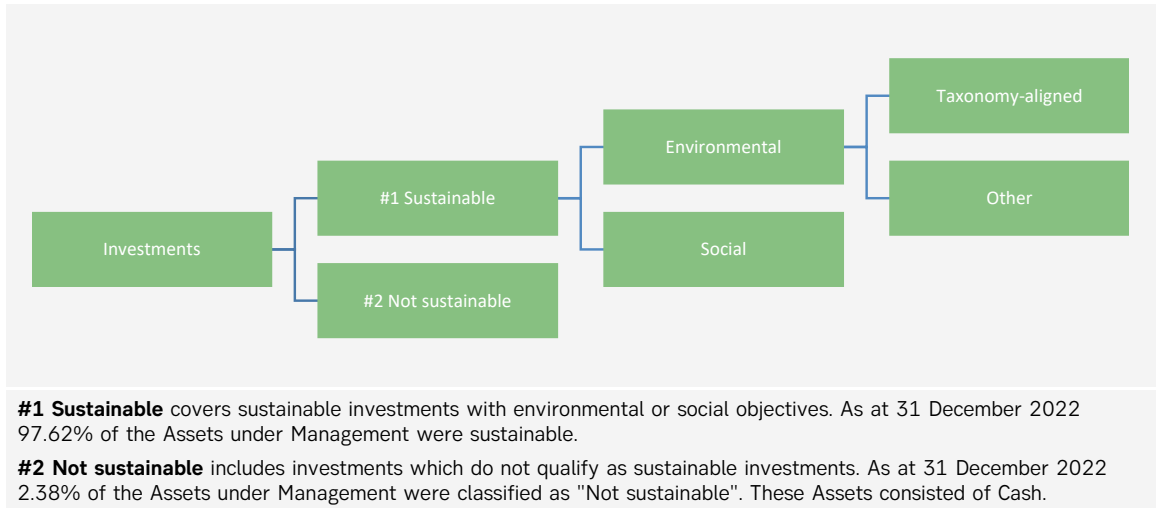 Taxonomy-aligned
Environmental
#1 Sustainable
Other
Investments
Social
#2 Not sustainable
#1 Sustainable covers sustainable investments with environmental or social objectives. As at 31 December 2022
97.62% of the Assets under Management were sustainable.
#2 Not sustainable includes investments which do not qualify as sustainable investments. As at 31 December 2022
2.38% of the Assets under Management were classified as "Not sustainable". These Assets consisted of Cash.